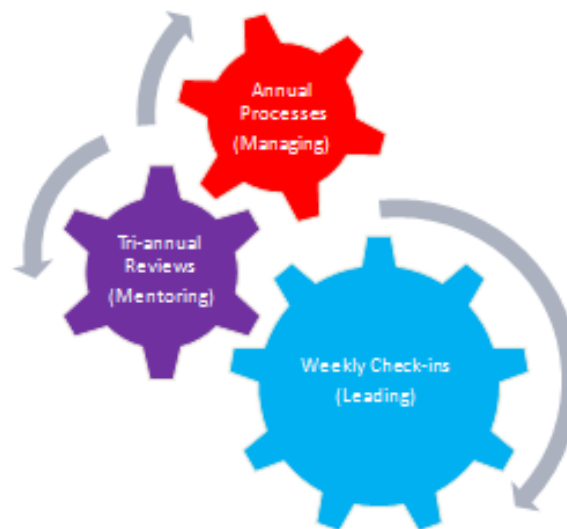 Annual
Processes
(Managing)
Tri-annual
Reviews
(Mentoring)
Weekly Check-ins
(Leading)